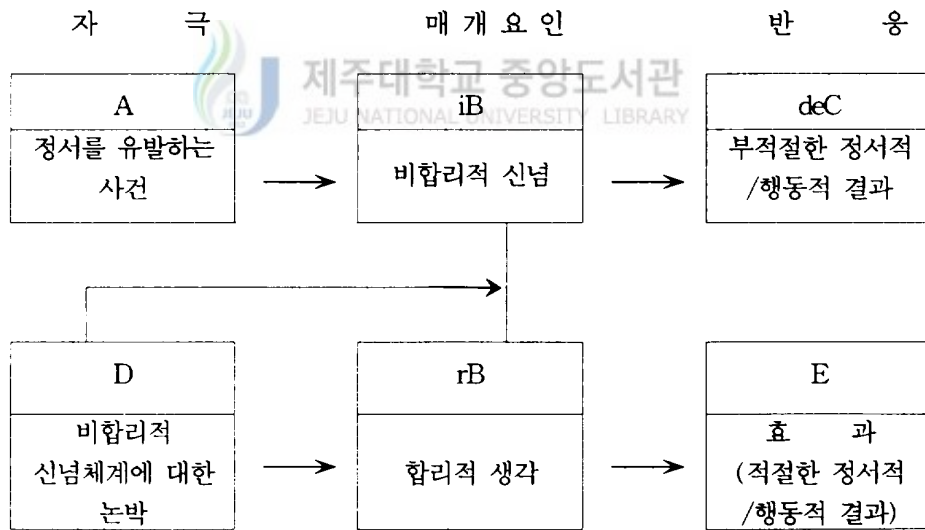 자 극 매 개 요 인 반 응
제주대학교 중앙도서관
JEJU NATIONAL UNIVERSITY LIBRARY
A
정서를 유발하는
사건
iB
비합리적 신념
deC
부적절한 정서적
/행동적 결과
D
비합리적
신념체계에 대한
논박
rB
합리적 생각
E
효 과
(적절한 정서적
/행동적 결과)